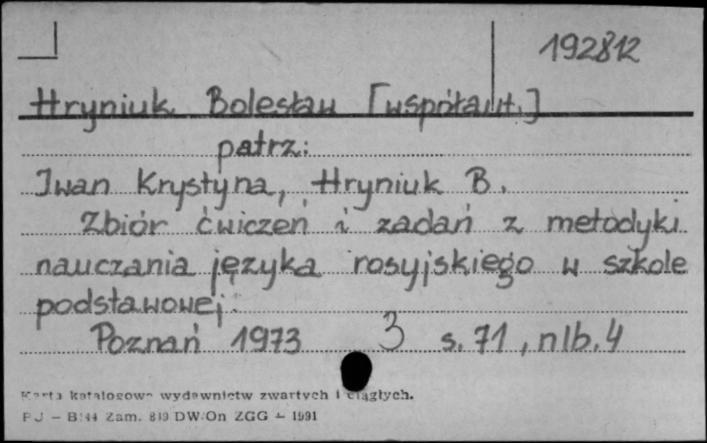 192812
Hryniuk Bolesław [współaut.]
patrz:
Iwan Krystyna, Hryniuk B.
Zbiór ćwiczeń i zadań z metodyki
nauczania języka rosyjskiego w szkole
podstawowej.
Poznań 1973 3 s. 71, nlb. 4
Karta katalogowa wydawnictw zwartych i ciągłych.
PJ — B/44 Zam. 819 DW/On ZGG — 1991